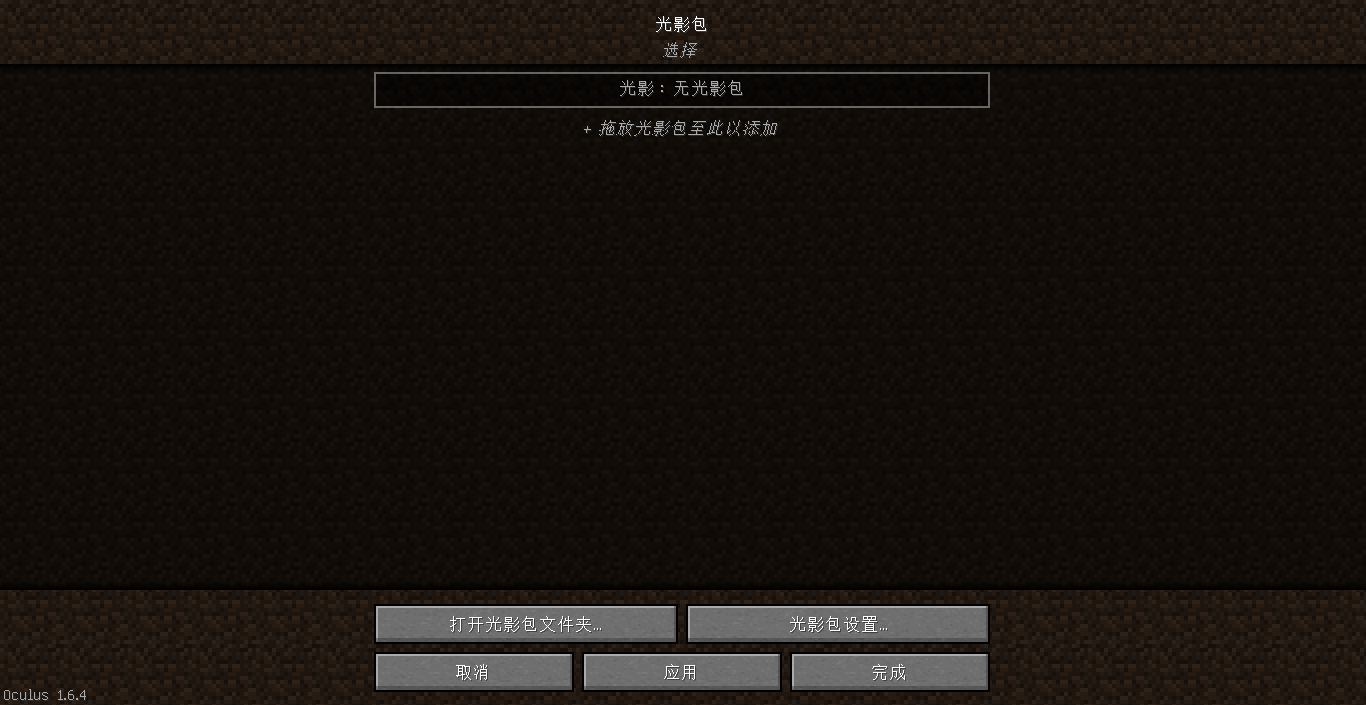 光影包
选择
光影：无光影包
+ 拖放光影包至此以添加
打开光影包文件夹...
光影包设置...
取消
应用
完成
Oculus 1.6.4